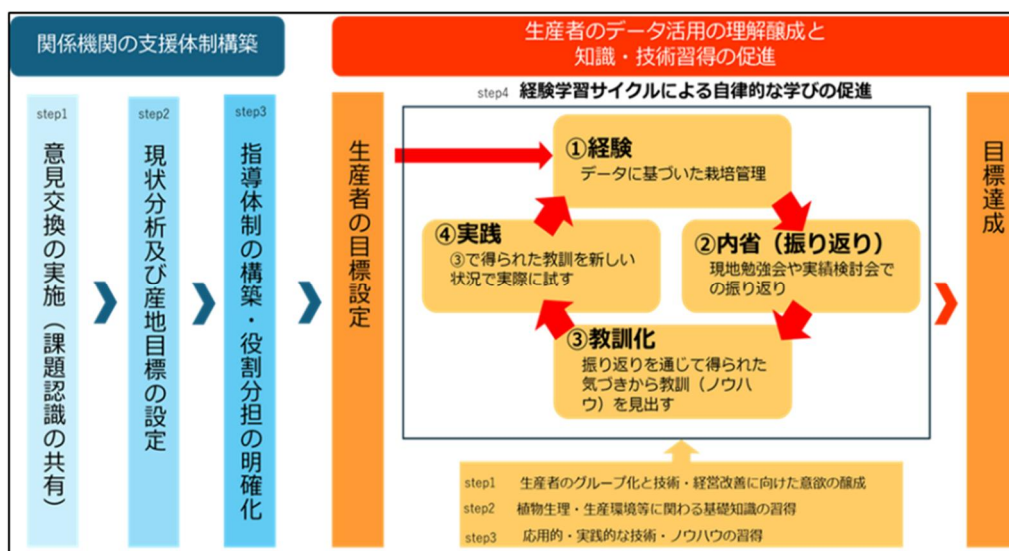 関係機関の支援体制構築
生産者のデータ活用の理解醸成と
知識・技術習得の促進
step1
意見交換の実施（課題認識の共有）
step2
現状分析及び産地目標の設定
step3
指導体制の構築・役割分担の明確化
生産者の目標設定
step4 経験学習サイクルによる自律的な学びの促進
①経験
データに基づいた栽培管理
②内省（振り返り）
現地勉強会や実績検討会で
の振り返り
③教訓化
振り返りを通じて得られた
気づきから教訓（ノウハ
ウ）を見出す
④実践
③で得られた教訓を新しい
状況で実際に試す
step1 生産者のグループ化と技術・経営改善に向けた意欲の醸成
step2 植物生理・生産環境等に関わる基礎知識の習得
step3 応用的・実践的な技術・ノウハウの習得
目標達成